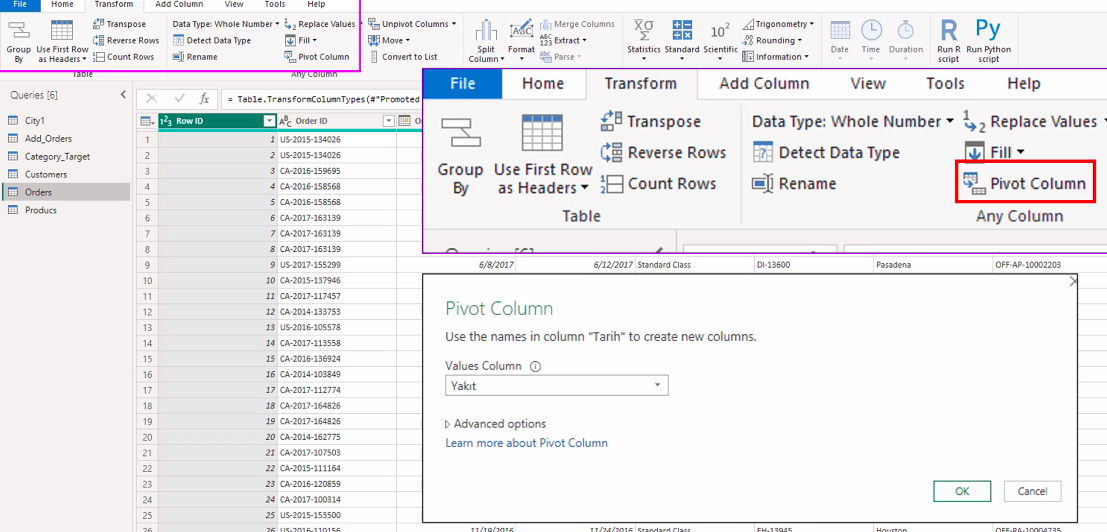 File Home Transform Add Column View Tools Help
Group By
Use First Row as Headers
Transpose
Reverse Rows
Count Rows
Table
Data Type: Whole Number
Detect Data Type
Rename
Replace Values
Fill
Pivot Column
Any Column
Unpivot Columns
Move
Convert to List
Split Column
Format
ABC
Merge Columns
ABC 123 Extract
Parse
Statistics
Standard
10² Scientific
Trigonometry
Rounding
Information
Date
Time
Duration
R Run R script
Py Run Python script
Queries [6]
City1
Add_Orders
Category_Target
Customers
Orders
Producs
fx = Table.TransformColumnTypes(#"Promoted
Row ID Order ID
1 1 US-2015-134026
2 2 US-2015-134026
3 3 CA-2016-159695
4 4 CA-2016-158568
5 5 CA-2016-158568
6 6 CA-2017-163139
7 7 CA-2017-163139
8 8 CA-2017-163139
9 9 US-2017-155299 6/8/2017 6/12/2017 Standard Class DI-13600 Pasadena OFF-AP-10002203
10 10 CA-2015-137946
11 11 CA-2017-117457
12 12 CA-2014-133753
13 13 US-2016-105578
14 14 CA-2017-113558
15 15 CA-2016-136924
16 16 CA-2014-103849
17 17 CA-2017-112774
18 18 CA-2017-164826
19 19 CA-2017-164826
20 20 CA-2014-162775
21 21 CA-2017-107503
22 22 CA-2015-111164
23 23 CA-2016-120859
24 24 CA-2017-100314
25 25 US-2015-153500
26 26 US-2016-110156 11/19/2016 11/24/2016 Standard Class EH-13945 Houston OFF-AR-10004735
File Home Transform Add Column View Tools Help
Group By
Use First Row as Headers
Transpose
Reverse Rows
Count Rows
Table
Data Type: Whole Number
Detect Data Type
Rename
Replace Values
Fill
Pivot Column
Any Column
Queries [6]
Pivot Column
Use the names in column "Tarih" to create new columns.
Values Column
Yakıt
Advanced options
Learn more about Pivot Column
OK Cancel